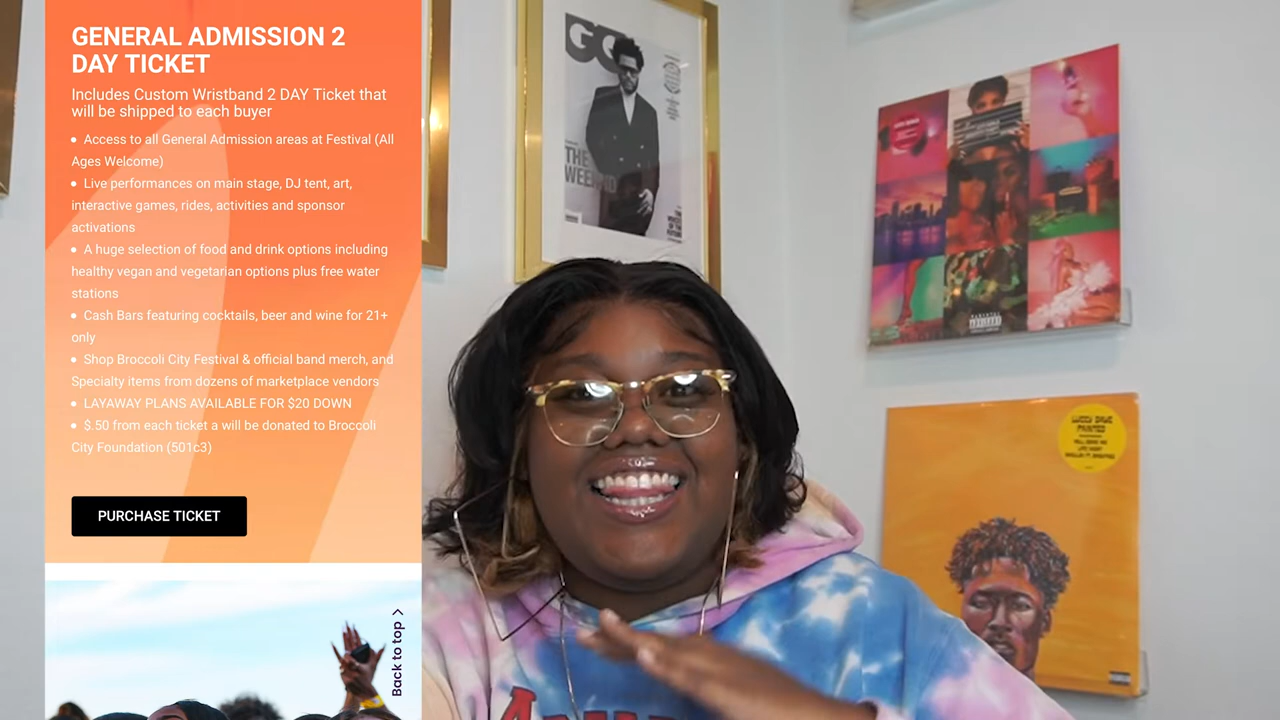 GENERAL ADMISSION 2
DAY TICKET
Includes Custom Wristband 2 DAY Ticket that
will be shipped to each buyer
• Access to all General Admission areas at Festival (All
Ages Welcome)
• Live performances on main stage, DJ tent, art,
interactive games, rides, activities and sponsor
activations
• A huge selection of food and drink options including
healthy vegan and vegetarian options plus free water
stations
• Cash Bars featuring cocktails, beer and wine for 21+
only
• Shop Broccoli City Festival & official band merch, and
Specialty items from dozens of marketplace vendors
• LAYAWAY PLANS AVAILABLE FOR $20 DOWN
• $.50 from each ticket a will be donated to Broccoli
City Foundation (501c3)
PURCHASE TICKET
Back to top >
GQ
THE
WEEKND